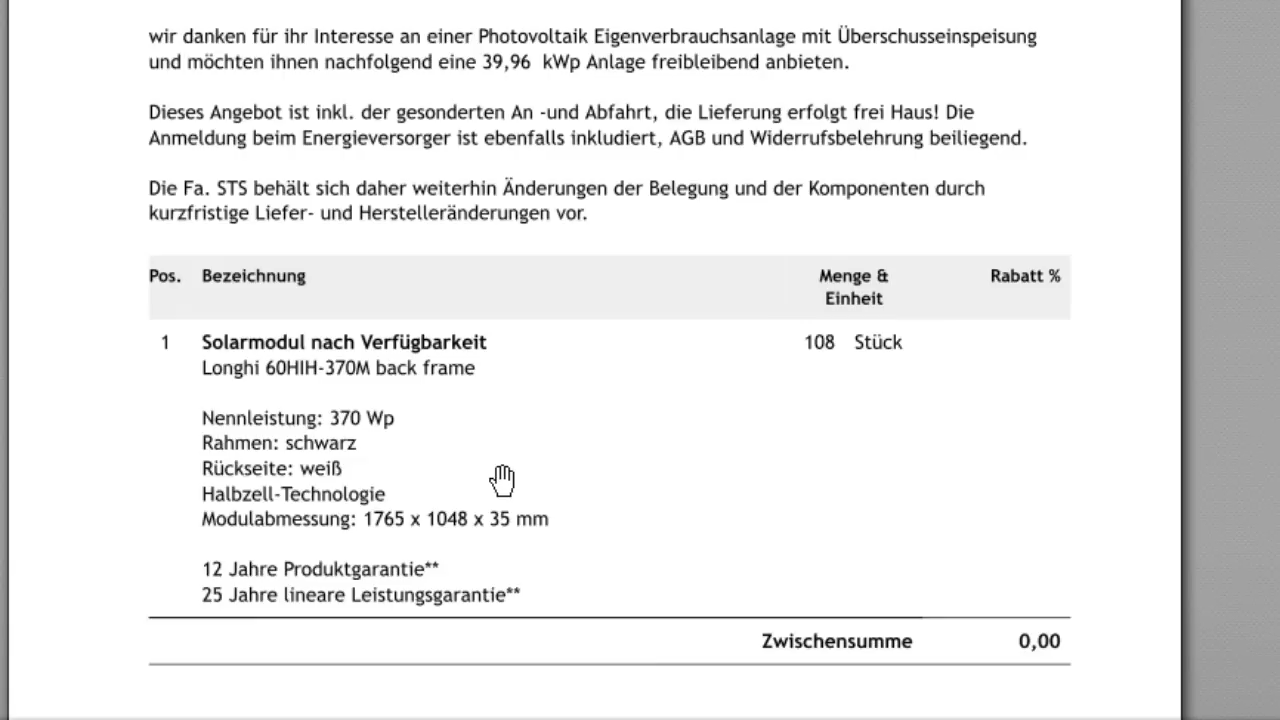 wir danken für ihr Interesse an einer Photovoltaik Eigenverbrauchsanlage mit Überschusseinspeisung
und möchten ihnen nachfolgend eine 39,96 kWp Anlage freibleibend anbieten.
Dieses Angebot ist inkl. der gesonderten An -und Abfahrt, die Lieferung erfolgt frei Haus! Die
Anmeldung beim Energieversorger ist ebenfalls inkludiert, AGB und Widerrufsbelehrung beiliegend.
Die Fa. STS behält sich daher weiterhin Änderungen der Belegung und der Komponenten durch
kurzfristige Liefer- und Herstelleränderungen vor.
Pos. Bezeichnung Menge & Einheit Rabatt %
1 Solarmodul nach Verfügbarkeit 108 Stück
Longhi 60HIH-370M back frame
Nennleistung: 370 Wp
Rahmen: schwarz
Rückseite: weiß
Halbzell-Technologie
Modulabmessung: 1765 x 1048 x 35 mm
12 Jahre Produktgarantie**
25 Jahre lineare Leistungsgarantie**
Zwischensumme 0,00